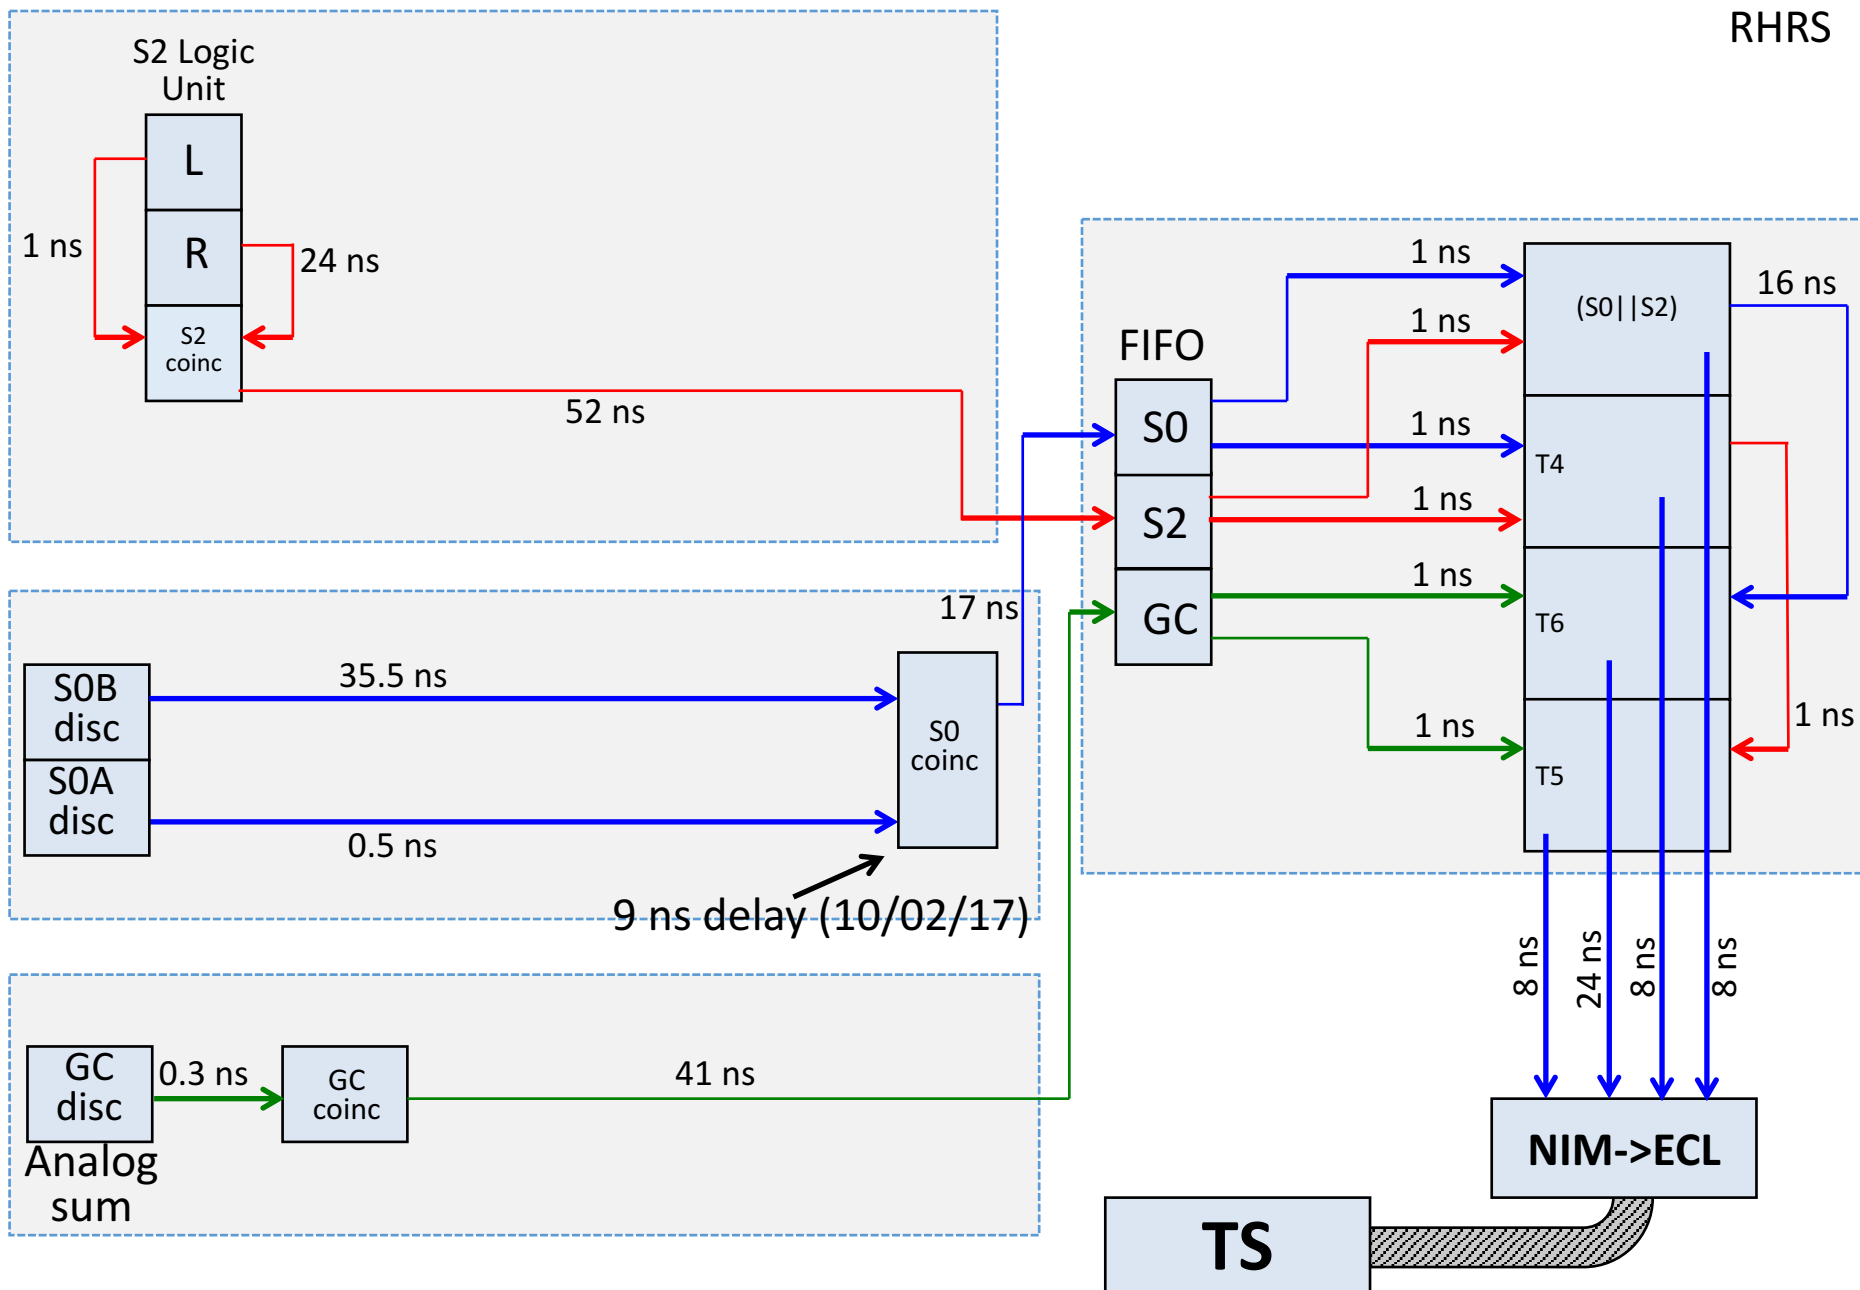 RHRS
S2 Logic
Unit
L
R
S2
coinc
1 ns
24 ns
52 ns
S0B
disc
S0A
disc
35.5 ns
0.5 ns
S0
coinc
17 ns
9 ns delay (10/02/17)
GC
disc
Analog
sum
0.3 ns
GC
coinc
41 ns
FIFO
S0
S2
GC
1 ns
1 ns
1 ns
1 ns
1 ns
1 ns
(S0||S2)
T4
T6
T5
16 ns
1 ns
8 ns
24 ns
8 ns
8 ns
NIM->ECL
TS